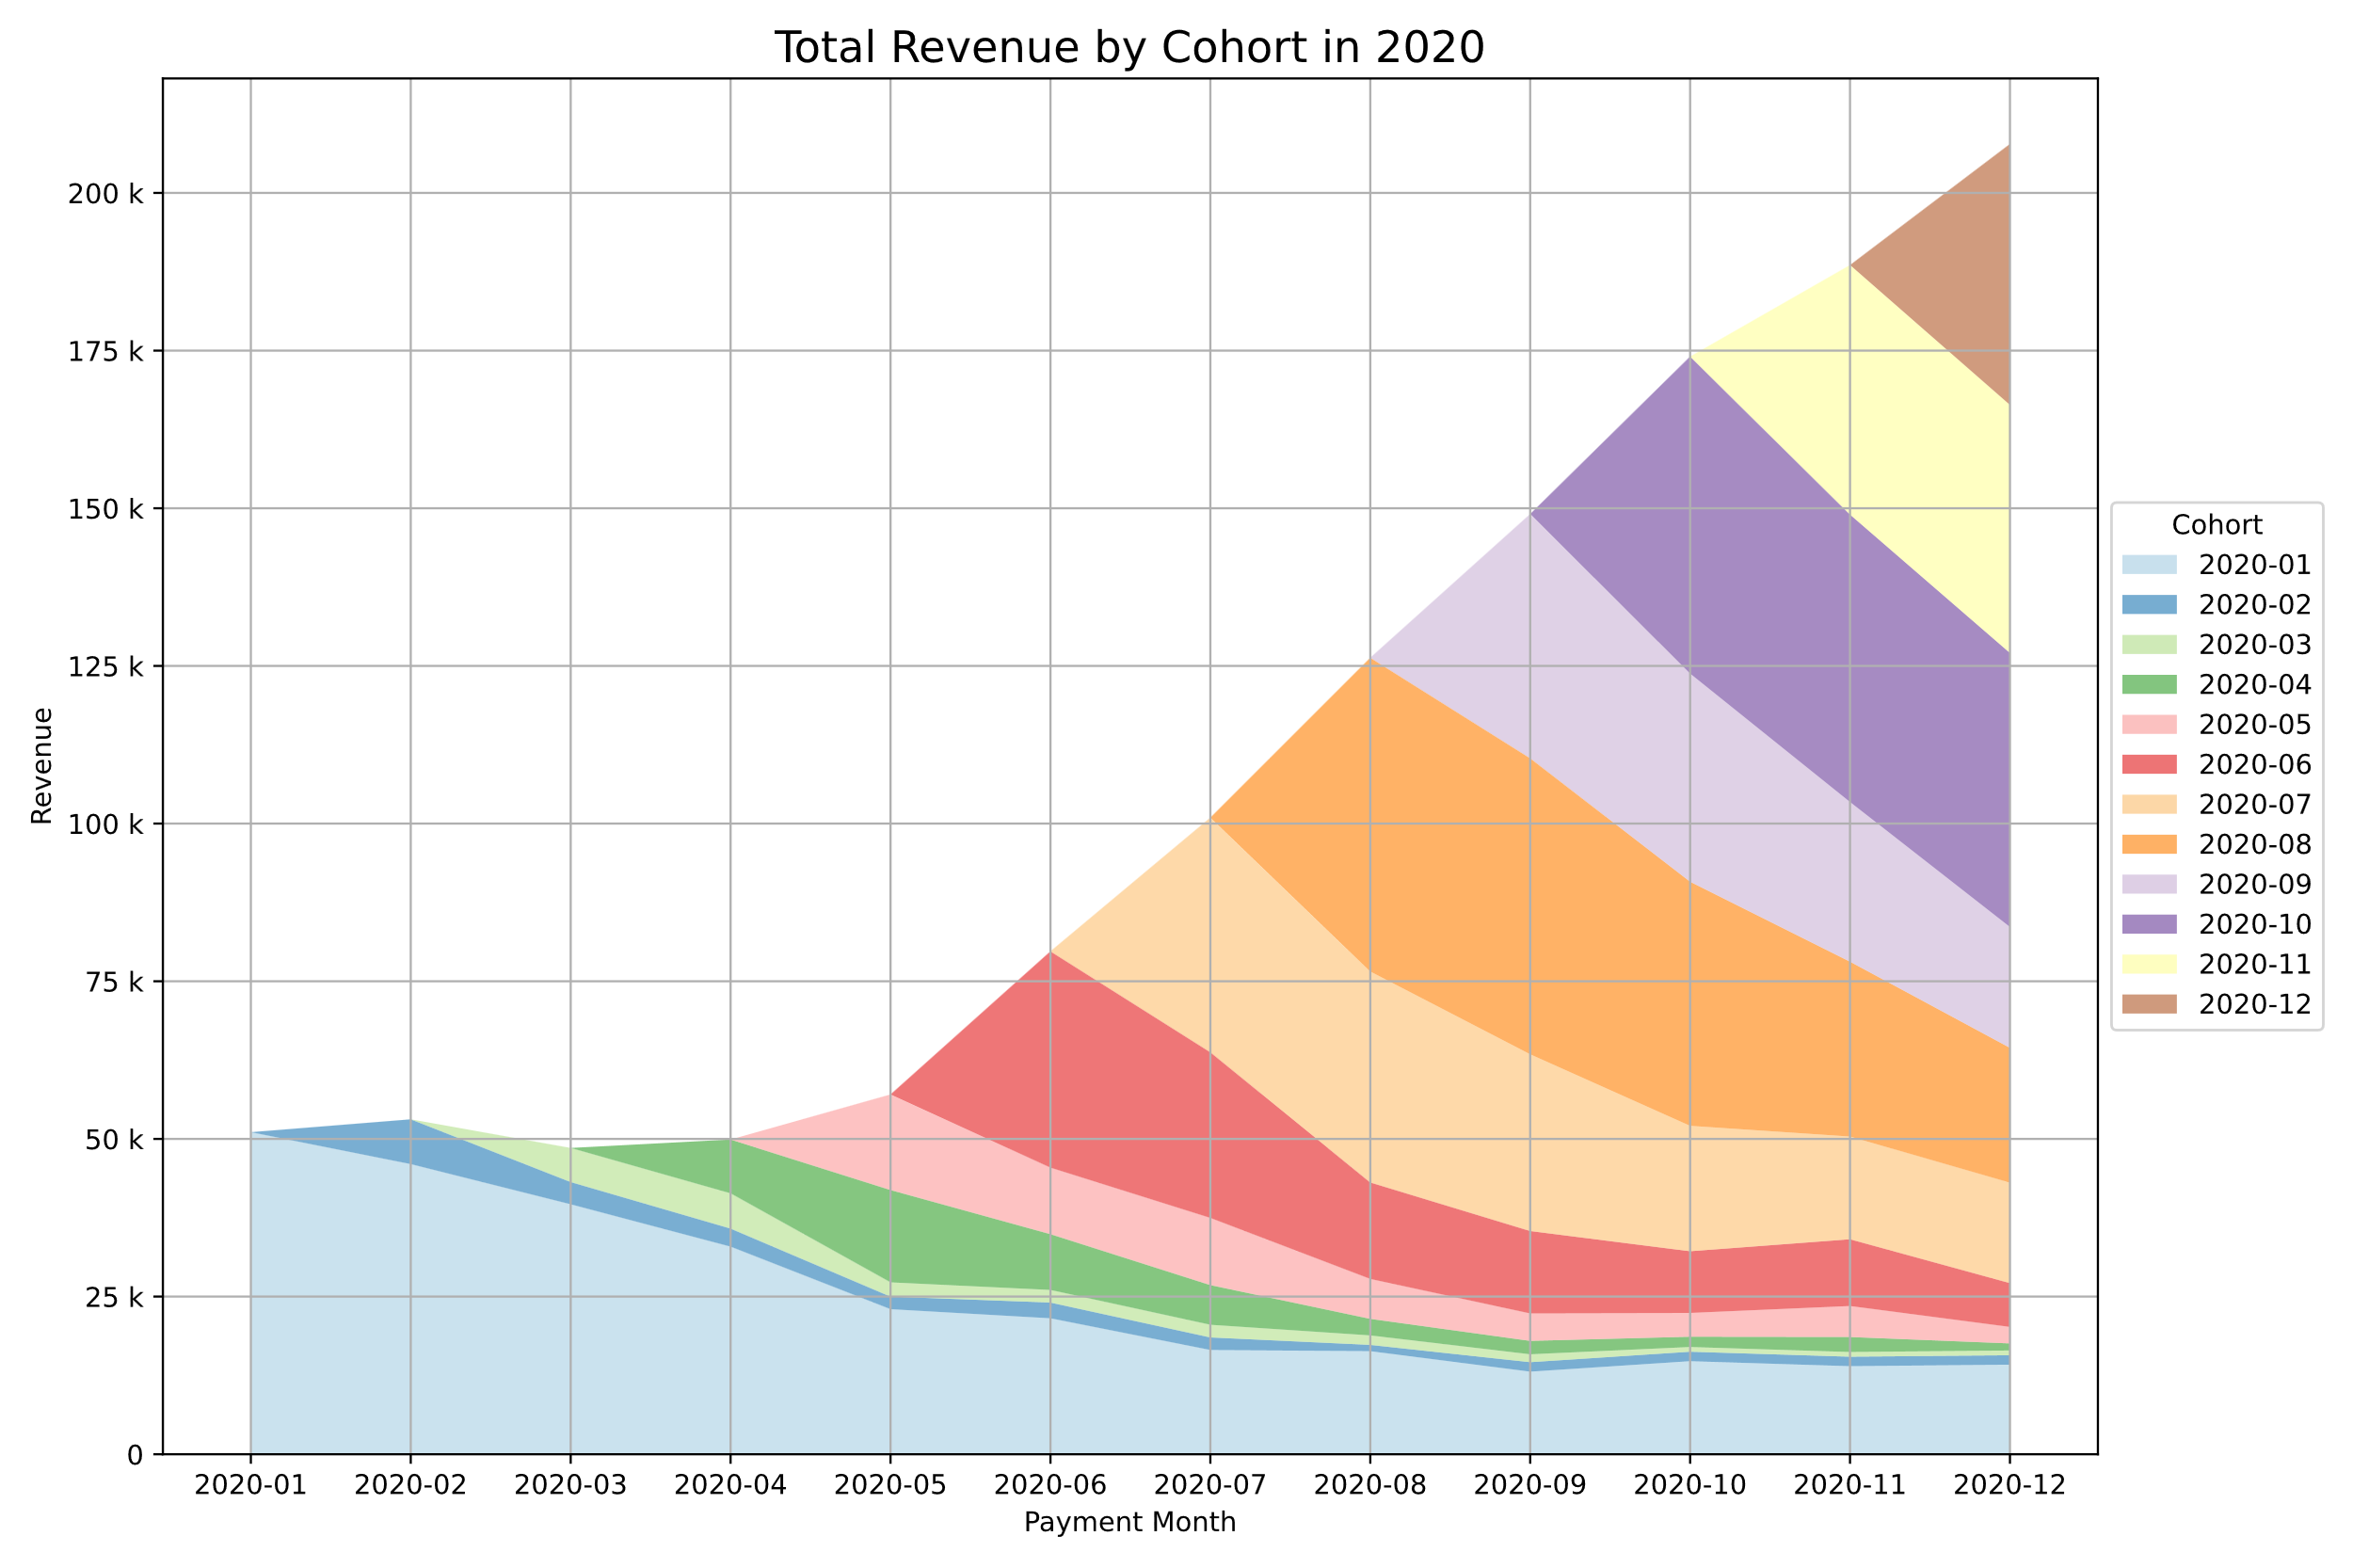 Total Revenue by Cohort in 2020
Revenue
200 k
175 k
150 k
125 k
100 k
75 k
50 k
25 k
0
2020-01 2020-02 2020-03 2020-04 2020-05 2020-06 2020-07 2020-08 2020-09 2020-10 2020-11 2020-12
Payment Month
Cohort
2020-01
2020-02
2020-03
2020-04
2020-05
2020-06
2020-07
2020-08
2020-09
2020-10
2020-11
2020-12